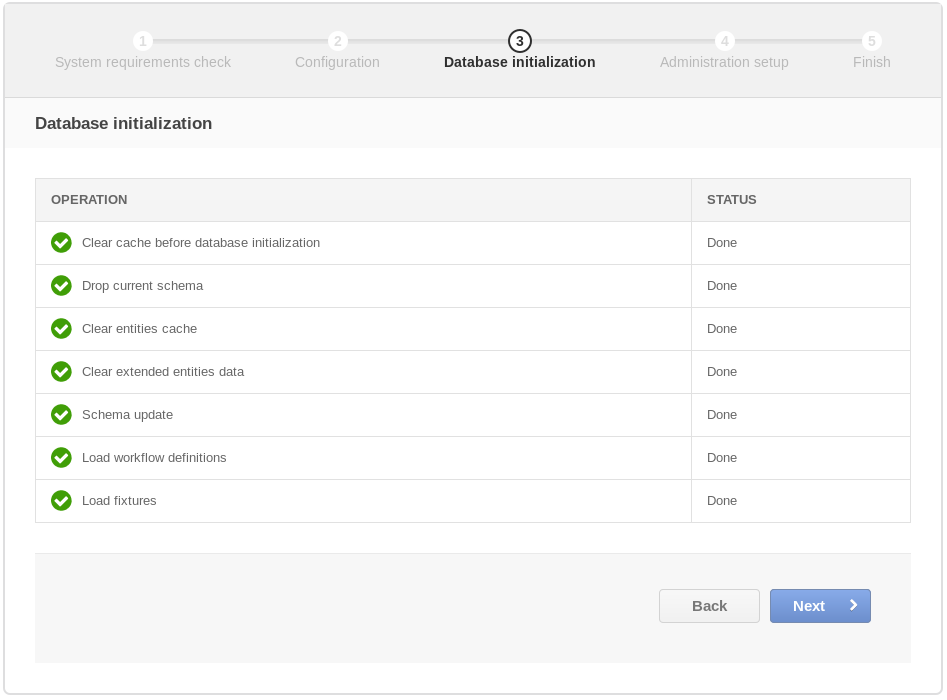 1 2 3 4 5
System requirements check Configuration Database initialization Administration setup Finish
Database initialization
OPERATION STATUS
Clear cache before database initialization Done
Drop current schema Done
Clear entities cache Done
Clear extended entities data Done
Schema update Done
Load workflow definitions Done
Load fixtures Done
Back Next